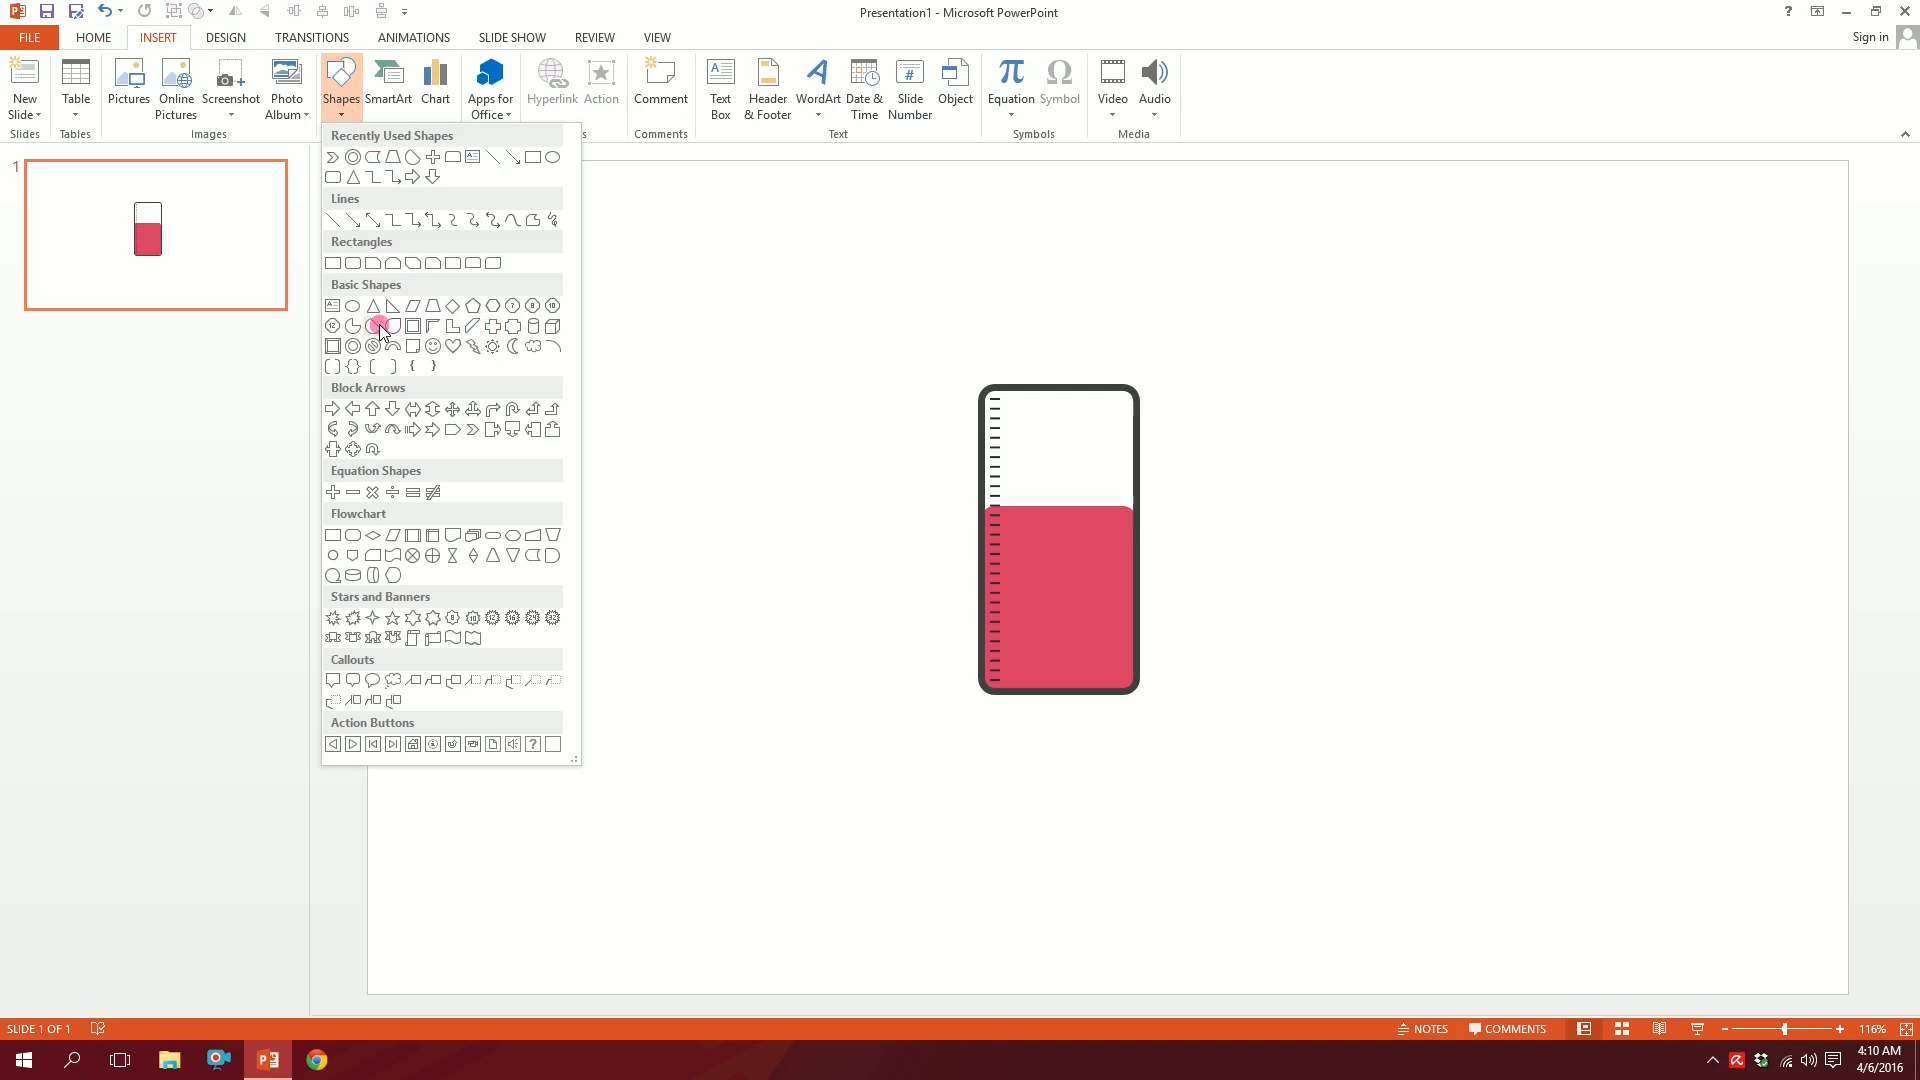 Presentation1 - Microsoft PowerPoint
Sign in
FILE HOME INSERT DESIGN TRANSITIONS ANIMATIONS SLIDE SHOW REVIEW VIEW
New Slide
Table
Pictures
Online Pictures
Screenshot
Photo Album
Shapes
SmartArt
Chart
Apps for Office
Hyperlink
Action
Comment
Text Box
Header & Footer
WordArt
Date & Time
Slide Number
Object
Equation
Symbol
Video
Audio
Slides Tables Images s Comments Text Symbols Media
1
Recently Used Shapes
Lines
Rectangles
Basic Shapes
Block Arrows
Equation Shapes
Flowchart
Stars and Banners
Callouts
Action Buttons
SLIDE 1 OF 1
NOTES COMMENTS 116%
4:10 AM
4/6/2016